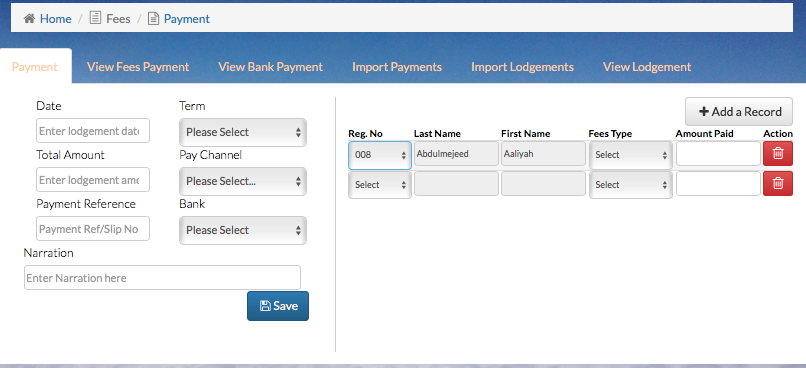 Home / Fees / Payment
Payment View Fees Payment View Bank Payment Import Payments Import Lodgements View Lodgement
Date Term
Enter lodgement date Please Select
Total Amount Pay Channel
Enter lodgement amo Please Select...
Payment Reference Bank
Payment Ref/Slip No Please Select
Narration
Enter Narration here
Save
+ Add a Record
Reg. No Last Name First Name Fees Type Amount Paid Action
008 Abdulmejeed Aaliyah Select
Select Select